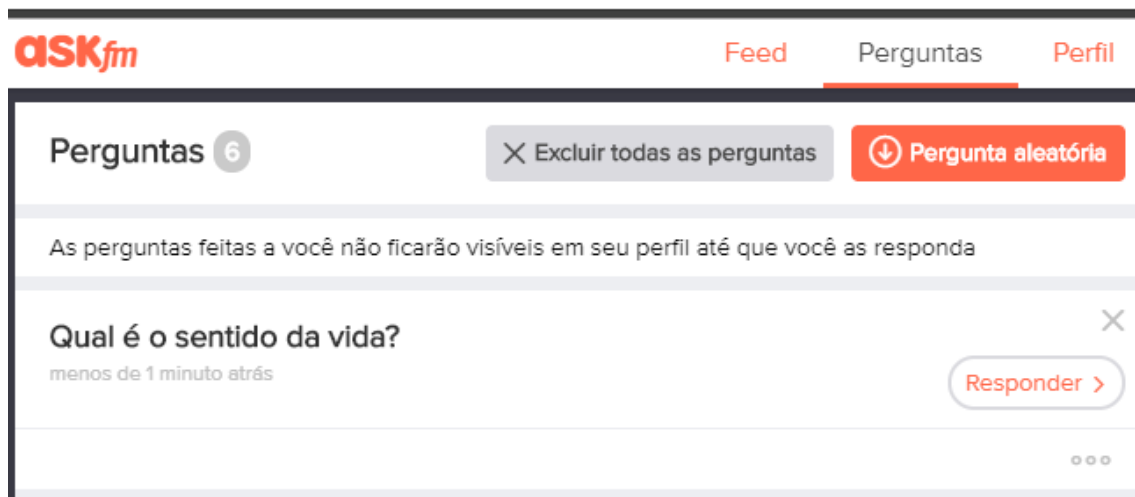 ASKfm
Feed Perguntas Perfil
Perguntas 6
Excluir todas as perguntas
Pergunta aleatória
As perguntas feitas a você não ficarão visíveis em seu perfil até que você as responda
Qual é o sentido da vida?
menos de 1 minuto atrás
Responder >